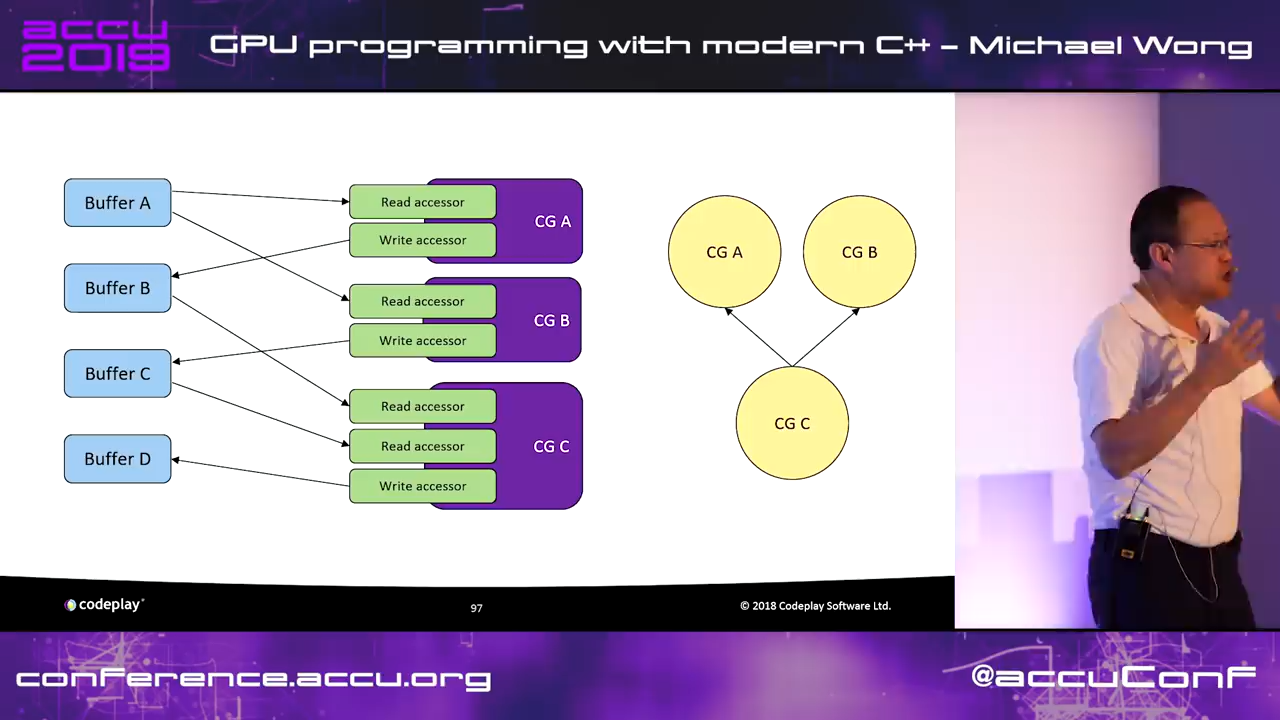 accu
2019
GPU programming with modern C++ – Michael Wong
Buffer A
Buffer B
Buffer C
Buffer D
Read accessor
Write accessor
CG A
Read accessor
Write accessor
CG B
Read accessor
Read accessor
Write accessor
CG C
CG A
CG B
CG C
codeplay
97
© 2018 Codeplay Software Ltd.
conference.accu.org
@accuConf